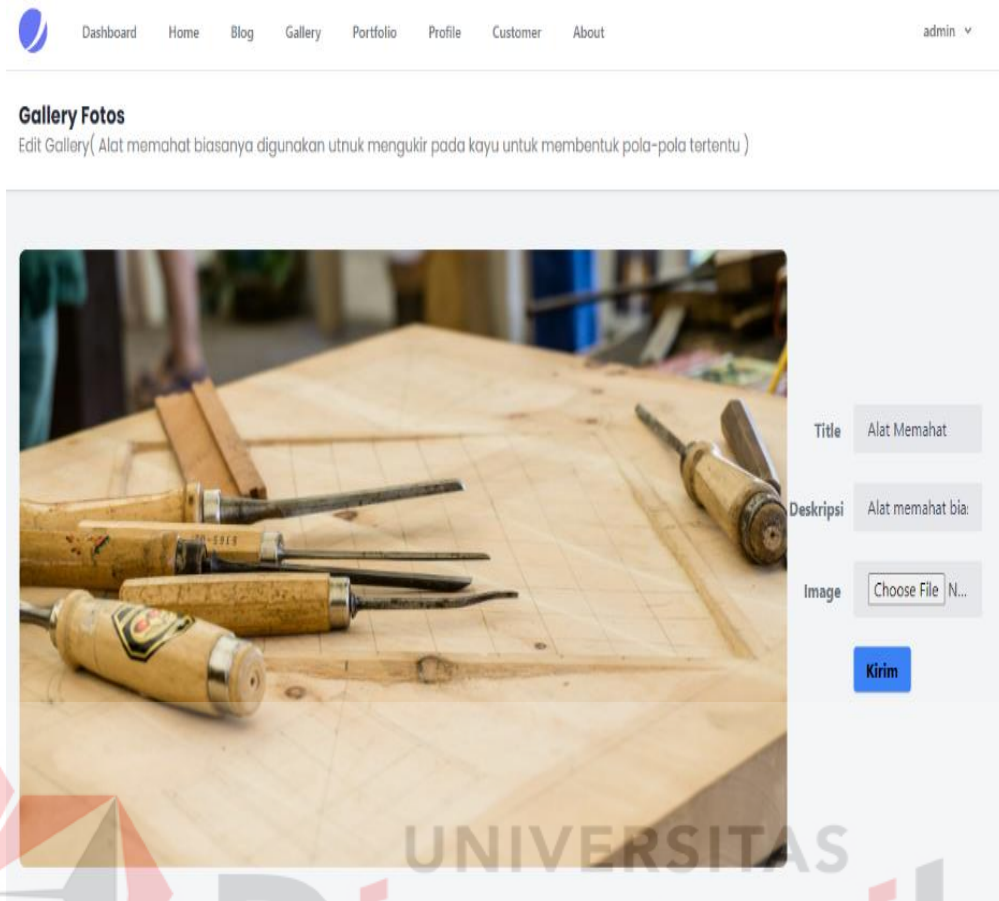 Dashboard Home Blog Gallery Portfolio Profile Customer About admin
Gallery Fotos
Edit Gallery( Alat memahat biasanya digunakan utnuk mengukir pada kayu untuk membentuk pola-pola tertentu )
Title Alat Memahat
Deskripsi Alat memahat bia
Image Choose File N...
Kirim
UNIVERSITAS